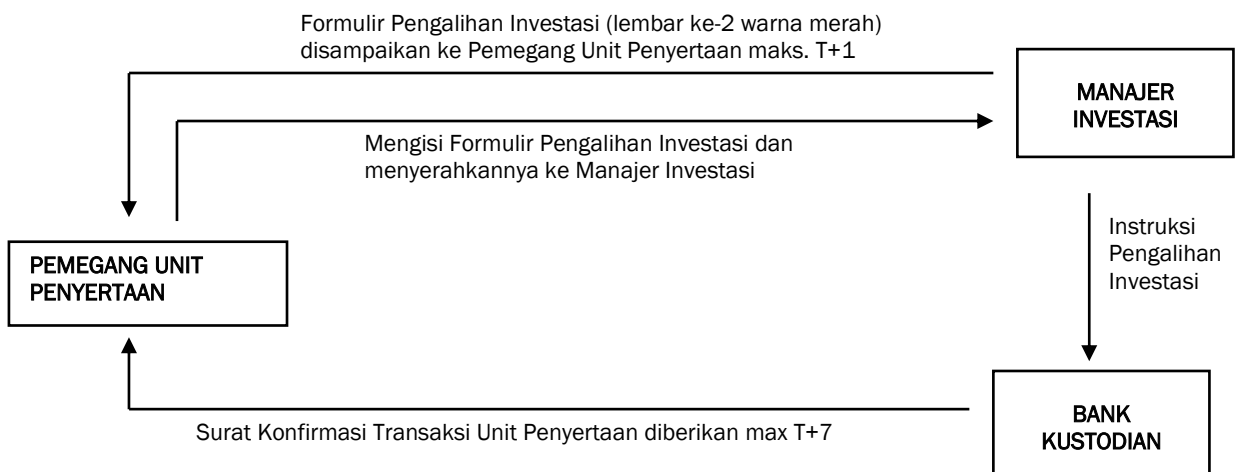 Formulir Pengalihan Investasi (lembar ke-2 warna merah)
disampaikan ke Pemegang Unit Penyertaan maks. T+1
MANAJER
INVESTASI
Mengisi Formulir Pengalihan Investasi dan
menyerahkannya ke Manajer Investasi
Instruksi
Pengalihan
Investasi
PEMEGANG UNIT
PENYERTAAN
BANK
KUSTODIAN
Surat Konfirmasi Transaksi Unit Penyertaan diberikan max T+7